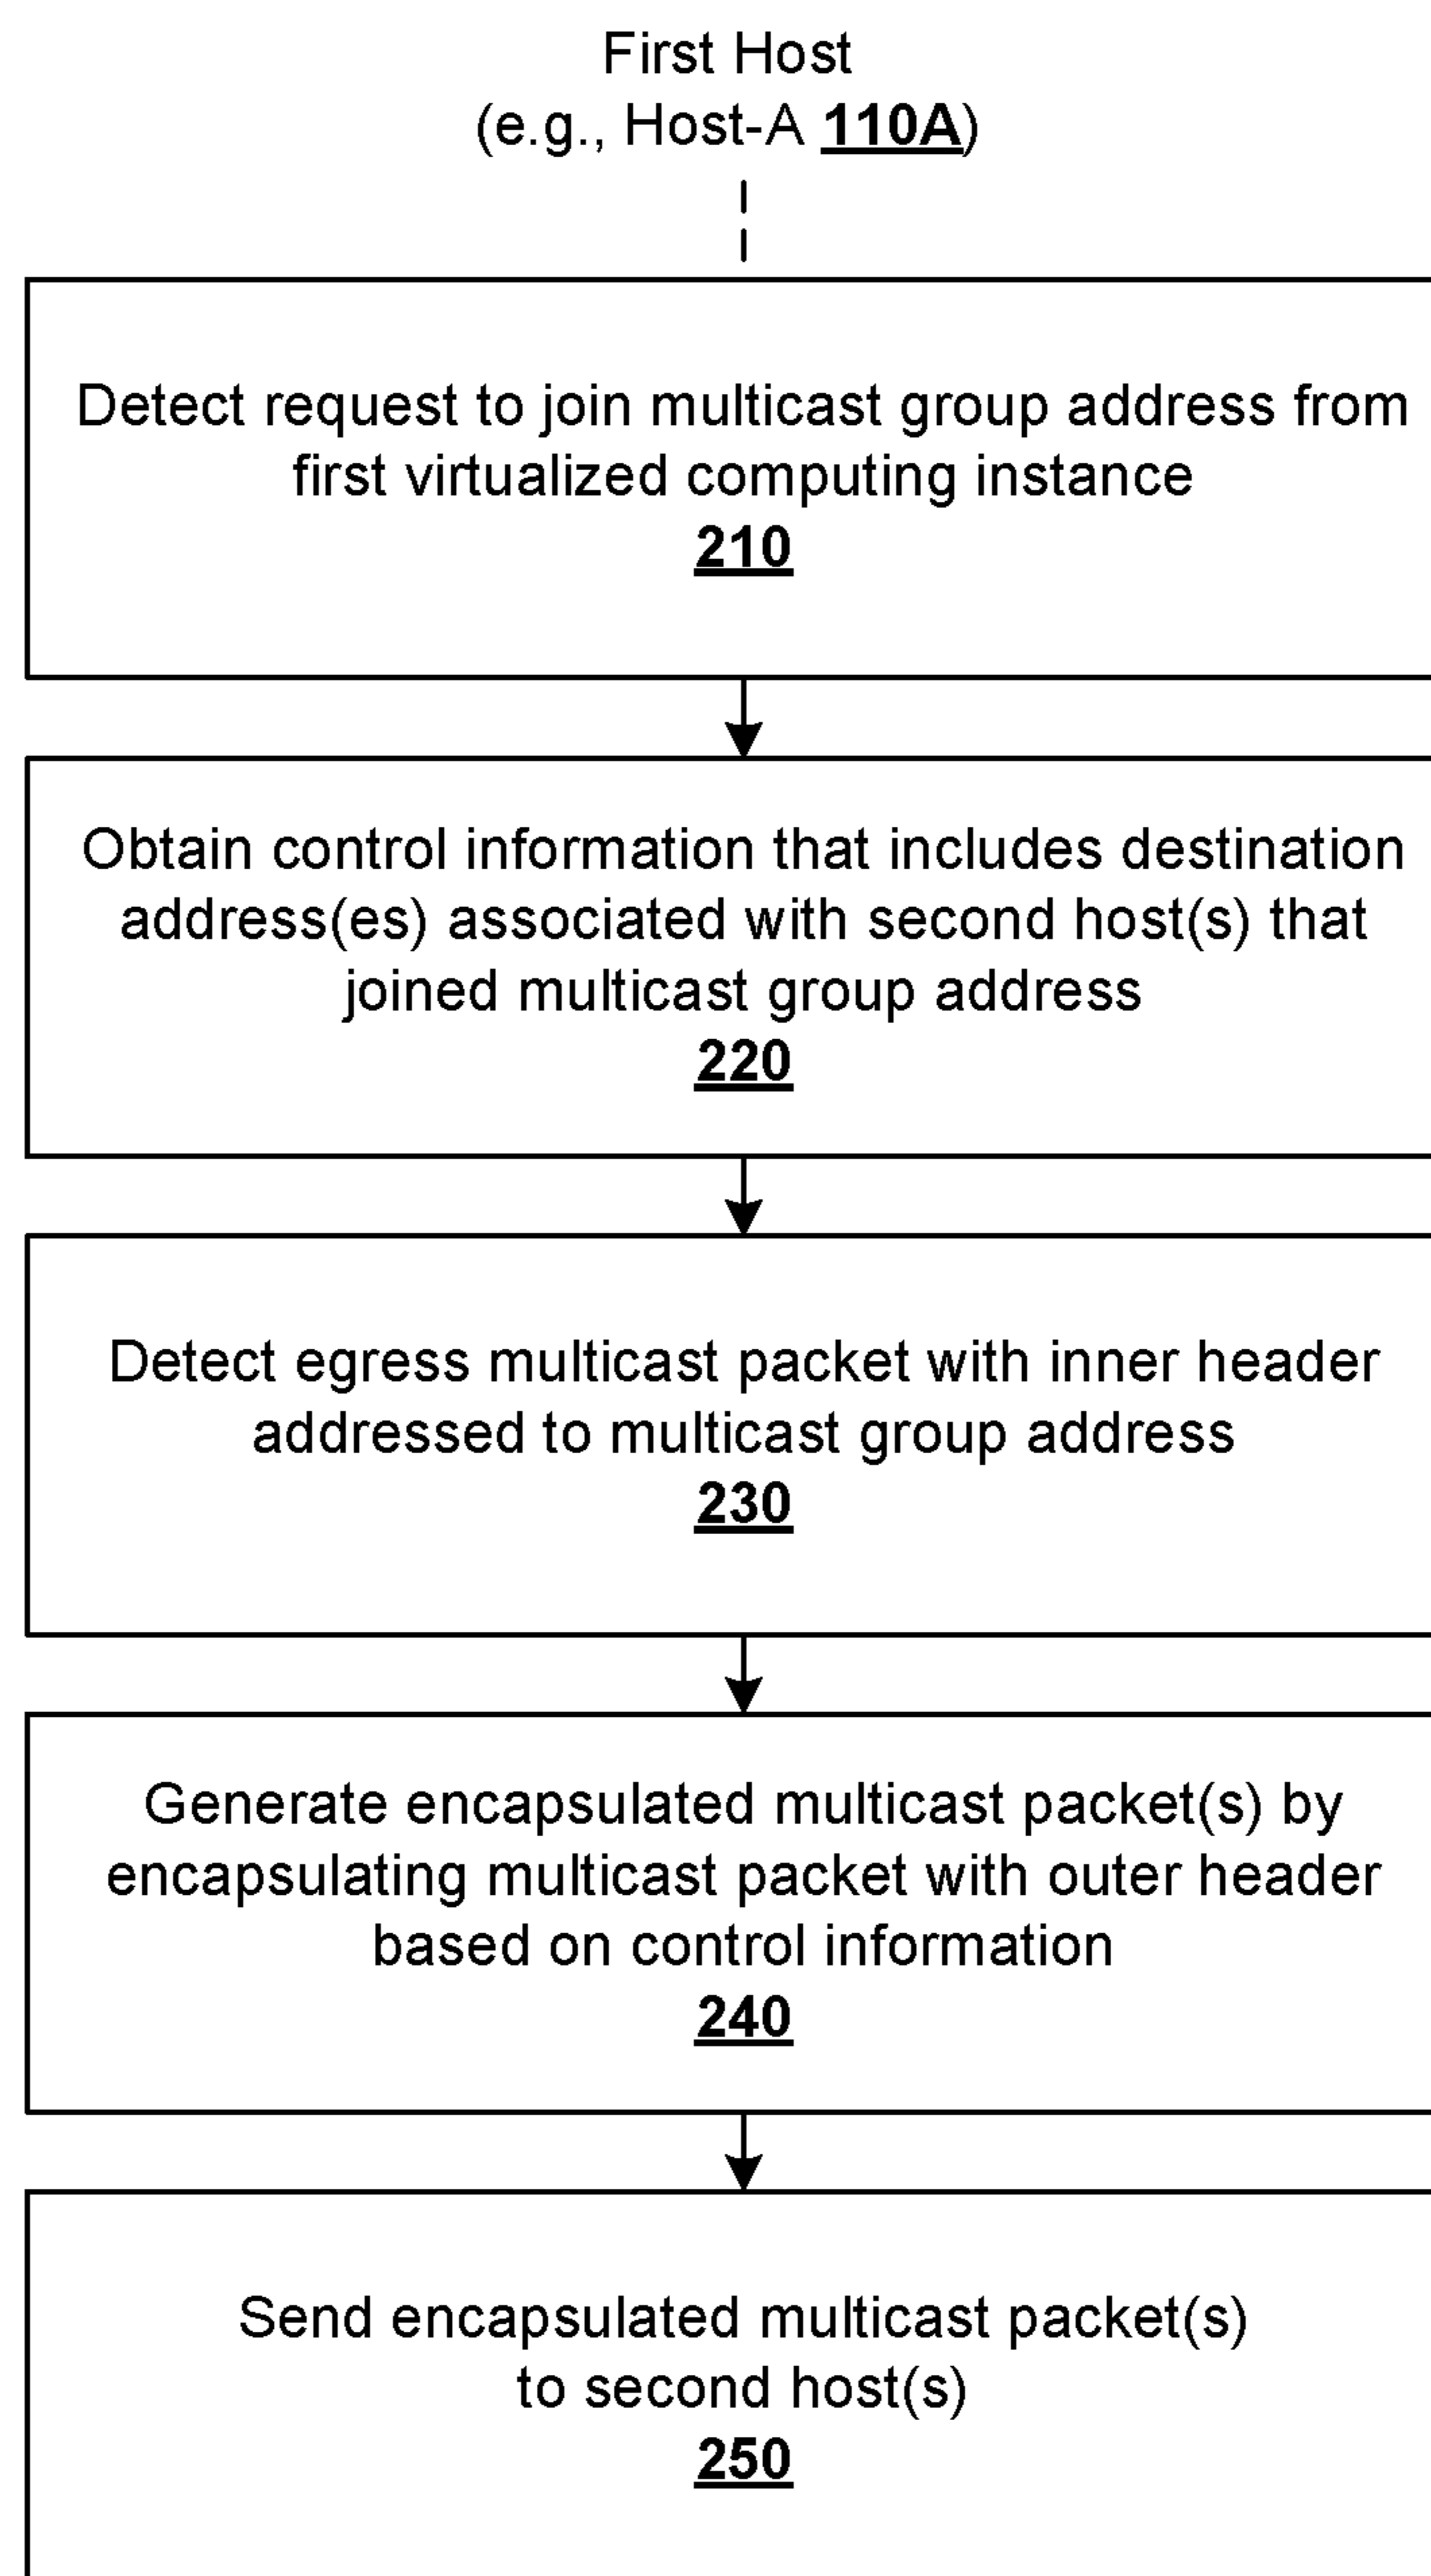 First Host
(e.g., Host-A 110A)
Detect request to join multicast group address from
first virtualized computing instance
210
Obtain control information that includes destination
address(es) associated with second host(s) that
joined multicast group address
220
Detect egress multicast packet with inner header
addressed to multicast group address
230
Generate encapsulated multicast packet(s) by
encapsulating multicast packet with outer header
based on control information
240
Send encapsulated multicast packet(s)
to second host(s)
250